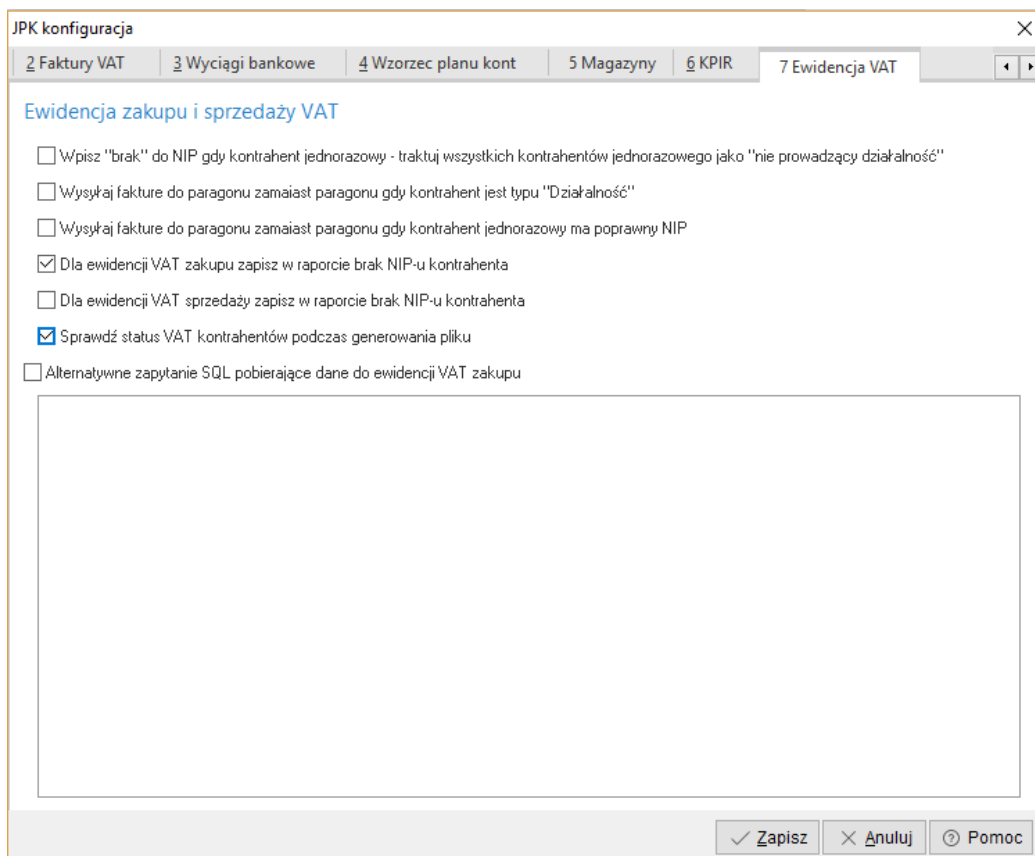 JPK konfiguracja
2 Faktury VAT 3 Wyciągi bankowe 4 Wzorzec planu kont 5 Magazyny 6 KPIR 7 Ewidencja VAT
Ewidencja zakupu i sprzedaży VAT
Wpisz "brak" do NIP gdy kontrahent jednorazowy - traktuj wszystkich kontrahentów jednorazowego jako "nie prowadzący działalność"
Wysyłaj fakture do paragonu zamaiast paragonu gdy kontrahent jest typu "Działalność"
Wysyłaj fakture do paragonu zamaiast paragonu gdy kontrahent jednorazowy ma poprawny NIP
Dla ewidencji VAT zakupu zapisz w raporcie brak NIP-u kontrahenta
Dla ewidencji VAT sprzedaży zapisz w raporcie brak NIP-u kontrahenta
Sprawdź status VAT kontrahentów podczas generowania pliku
Alternatywne zapytanie SQL pobierające dane do ewidencji VAT zakupu
Zapisz Anuluj Pomoc